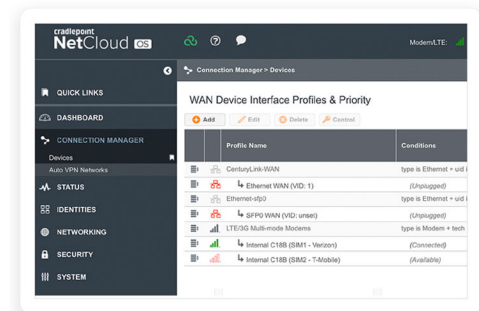 cradlepoint
NetCloud OS
Modem/LTE:
Connection Manager > Devices
QUICK LINKS
DASHBOARD
CONNECTION MANAGER
Devices
Auto VPN Networks
STATUS
IDENTITIES
NETWORKING
SECURITY
SYSTEM
WAN Device Interface Profiles & Priority
Add Edit Delete Control
Profile Name Conditions
CenturyLink-WAN type is Ethernet + uid i
Ethernet WAN (VID: 1) (Unplugged)
Ethernet-sfp0 type is Ethernet + uid i
SFP0 WAN (VID: unset) (Unplugged)
LTE/3G Multi-mode Modems type is Modem + tech
Internal C18B (SIM1 - Verizon) (Connected)
Internal C18B (SIM2 - T-Mobile) (Available)